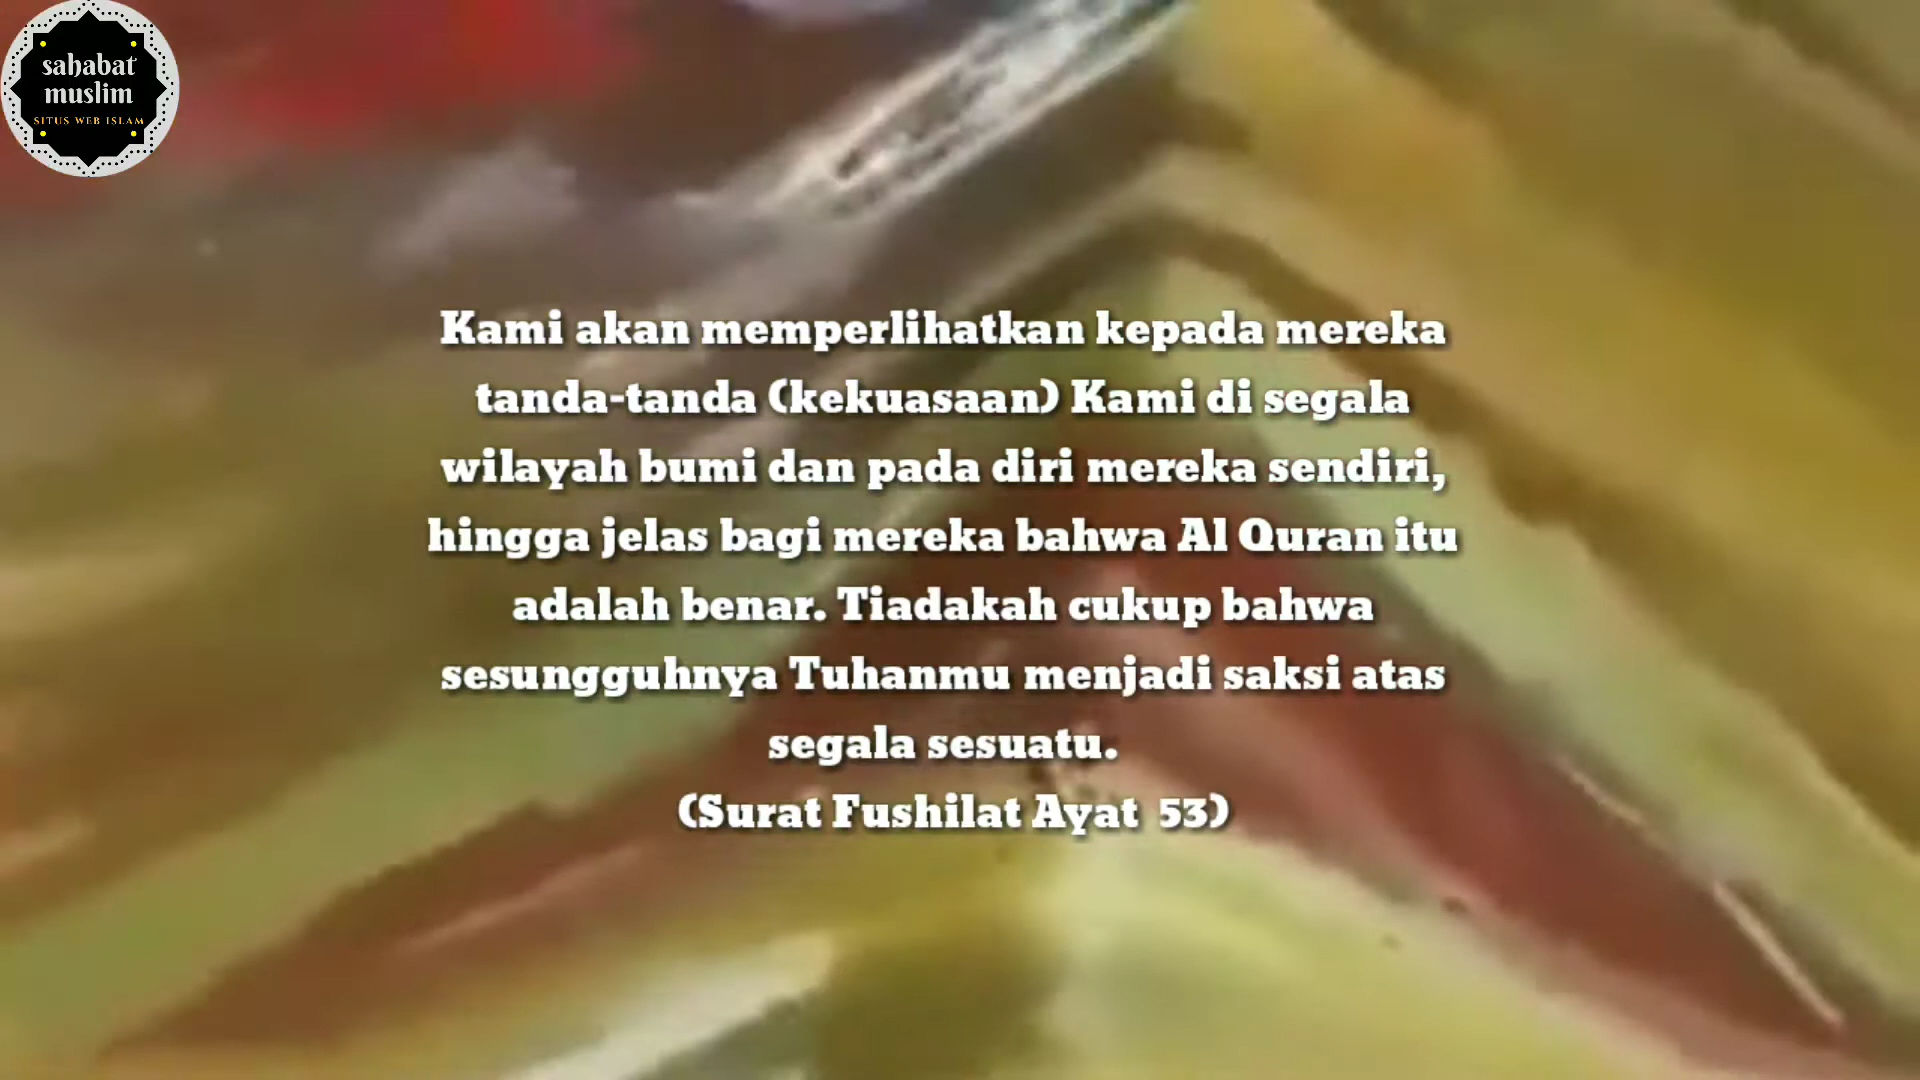 sahabat
muslim
SITUS WEB ISLAM
Kami akan memperlihatkan kepada mereka
tanda-tanda (kekuasaan) Kami di segala
wilayah bumi dan pada diri mereka sendiri,
hingga jelas bagi mereka bahwa Al Quran itu
adalah benar. Tiadakah cukup bahwa
sesungguhnya Tuhanmu menjadi saksi atas
segala sesuatu.
(Surat Fushilat Ayat 53)